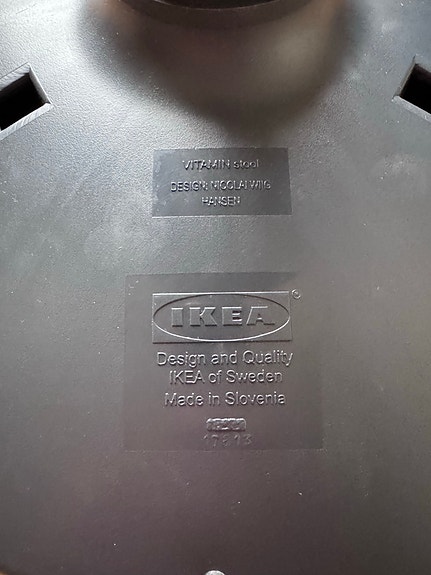 VITAMIN stool
DESIGN: NICOLAI WIIG
HANSEN
IKEA
Design and Quality
IKEA of Sweden
Made in Slovenia